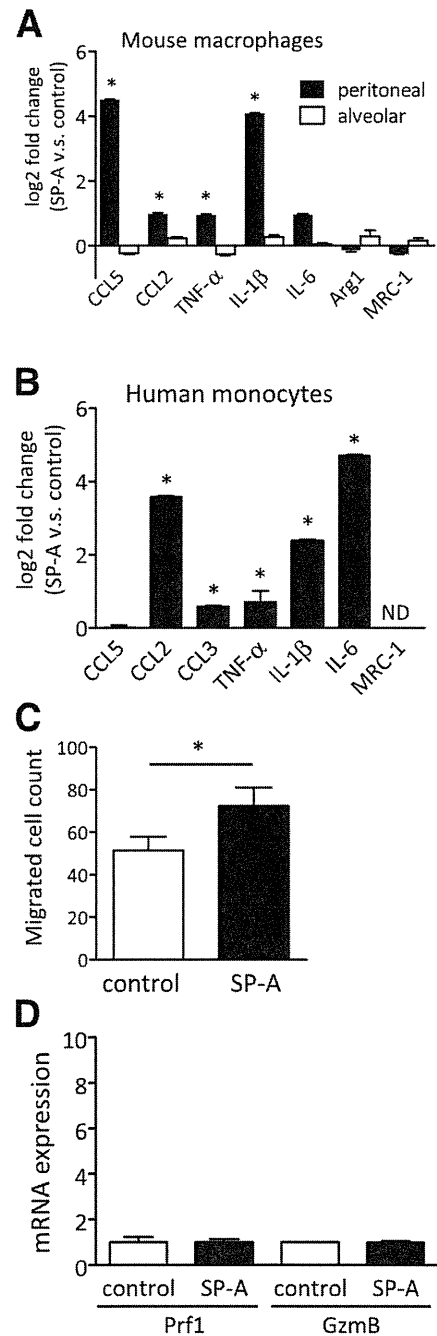 A
Mouse macrophages
log2 fold change
(SP-A v.s. control)
6
4
2
0
peritoneal
alveolar
* * * *
CCL5 CCL2 TNF-α IL-1β IL-6 Arg1 MRC-1
B
Human monocytes
log2 fold change
(SP-A v.s. control)
6
4
2
0
* * * * *
ND
CCL5 CCL2 CCL3 TNF-α IL-1β IL-6 MRC-1
C
Migrated cell count
100
80
60
40
20
0
*
control SP-A
D
mRNA expression
10
8
6
4
2
0
control SP-A control SP-A
Prf1 GzmB